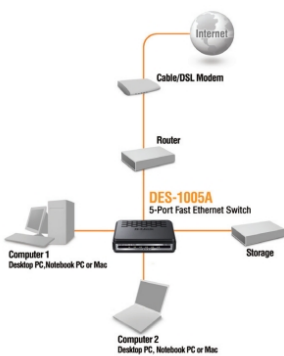 Internet
Cable/DSL Modem
Router
DES-1005A
5-Port Fast Ethernet Switch
Computer 1
Desktop PC,Notebook PC or Mac
Storage
Computer 2
Desktop PC, Notebook PC or Mac